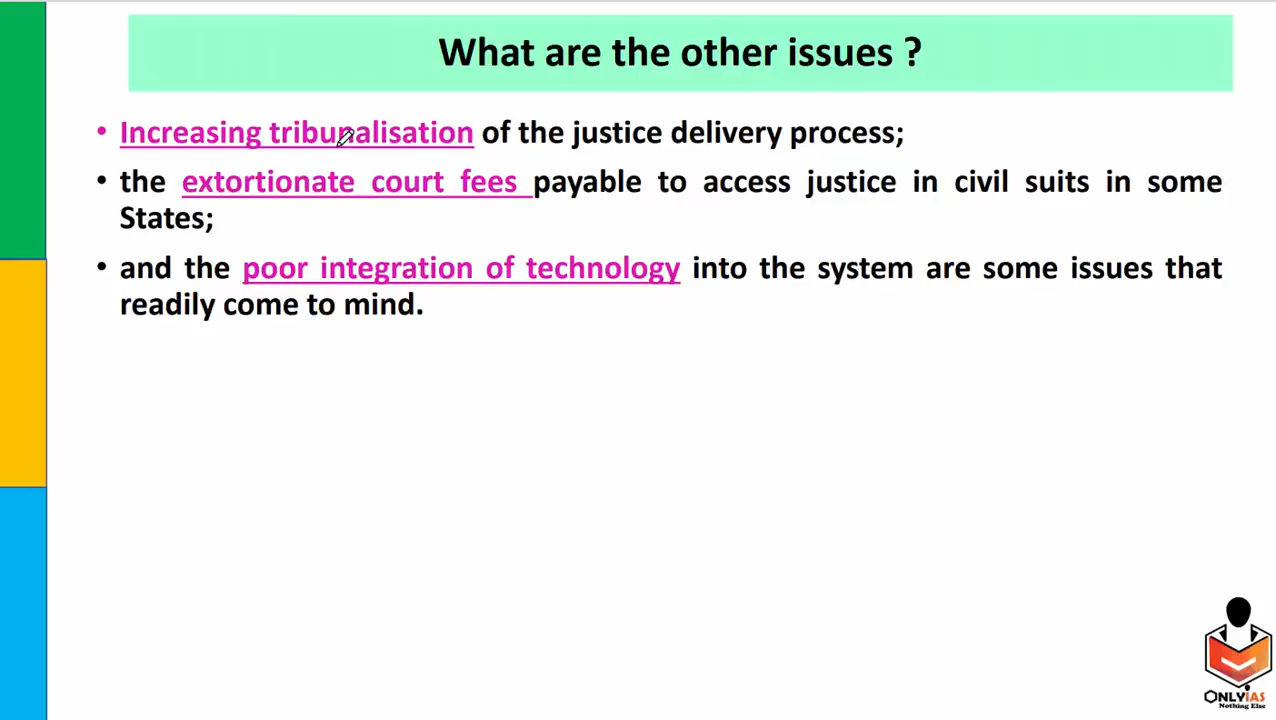 What are the other issues ?
• Increasing tribunalisation of the justice delivery process;
• the extortionate court fees payable to access justice in civil suits in some
States;
• and the poor integration of technology into the system are some issues that
readily come to mind.
ONLYIAS
Nothing Else